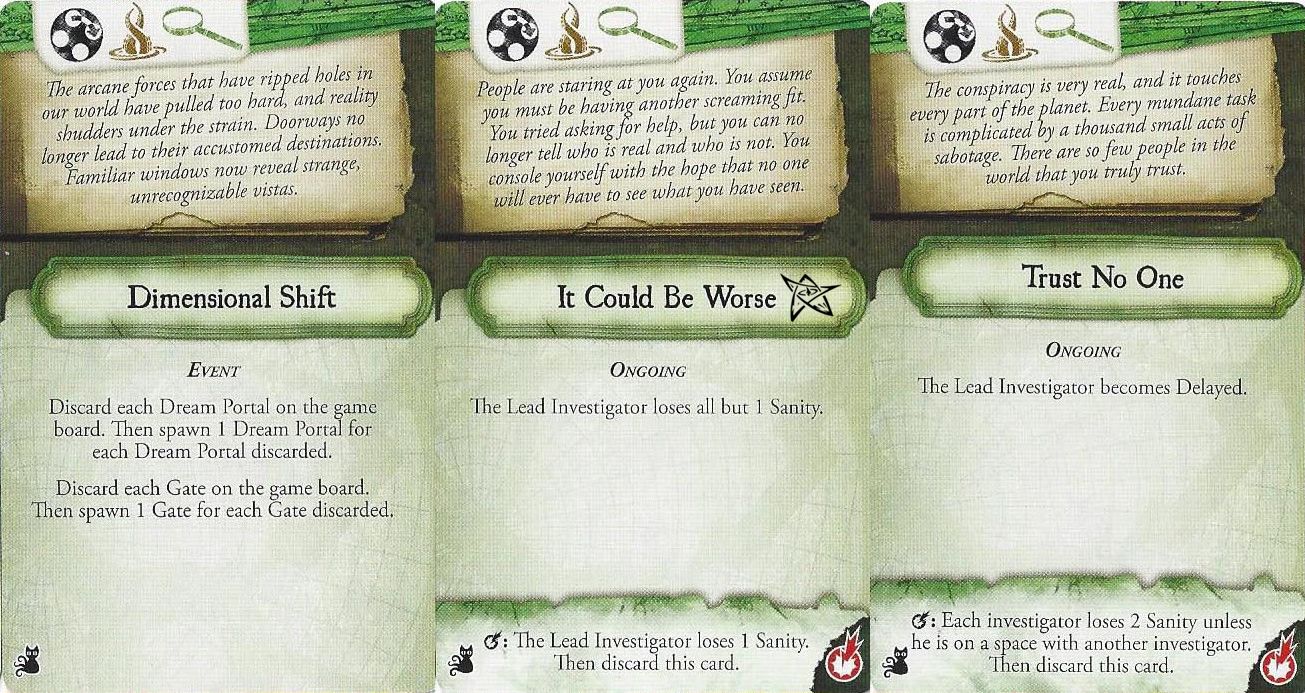 The arcane forces that have ripped holes in
our world have pulled too hard, and reality
shudders under the strain. Doorways no
longer lead to their accustomed destinations.
Familiar windows now reveal strange,
unrecognizable vistas.
Dimensional Shift
Event
Discard each Dream Portal on the game
board. Then spawn 1 Dream Portal for
each Dream Portal discarded.
Discard each Gate on the game board.
Then spawn 1 Gate for each Gate discarded.
People are staring at you again. You assume
you must be having another screaming fit.
You tried asking for help, but you can no
longer tell who is real and who is not. You
console yourself with the hope that no one
will ever have to see what you have seen.
It Could Be Worse
Ongoing
The Lead Investigator loses all but 1 Sanity.
: The Lead Investigator loses 1 Sanity.
Then discard this card.
The conspiracy is very real, and it touches
every part of the planet. Every mundane task
is complicated by a thousand small acts of
sabotage. There are so few people in the
world that you truly trust.
Trust No One
Ongoing
The Lead Investigator becomes Delayed.
: Each investigator loses 2 Sanity unless
he is on a space with another investigator.
Then discard this card.